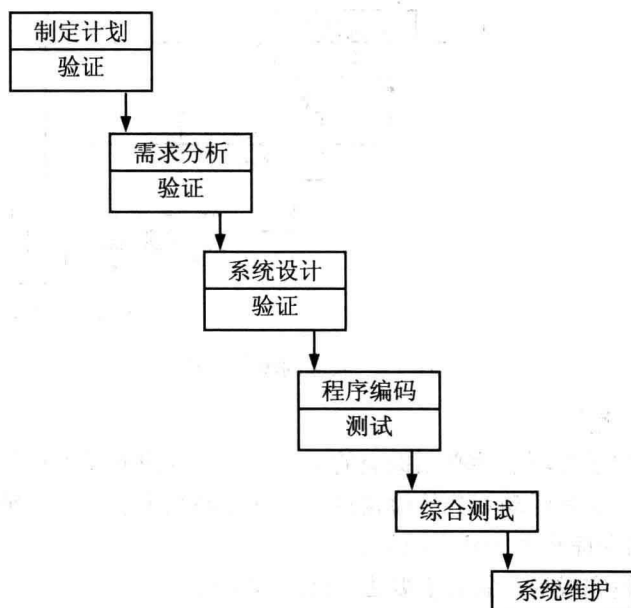 制定计划
验证
需求分析
验证
系统设计
验证
程序编码
测试
综合测试
系统维护